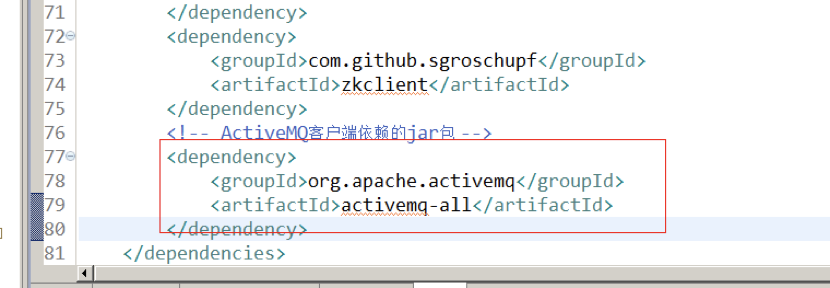 71 </dependency>
72 <dependency>
73 <groupId>com.github.sgroschupf</groupId>
74 <artifactId>zkclient</artifactId>
75 </dependency>
76 <!-- ActiveMQ客户端依赖的jar包 -->
77 <dependency>
78 <groupId>org.apache.activemq</groupId>
79 <artifactId>activemq-all</artifactId>
80 </dependency>
81 </dependencies>